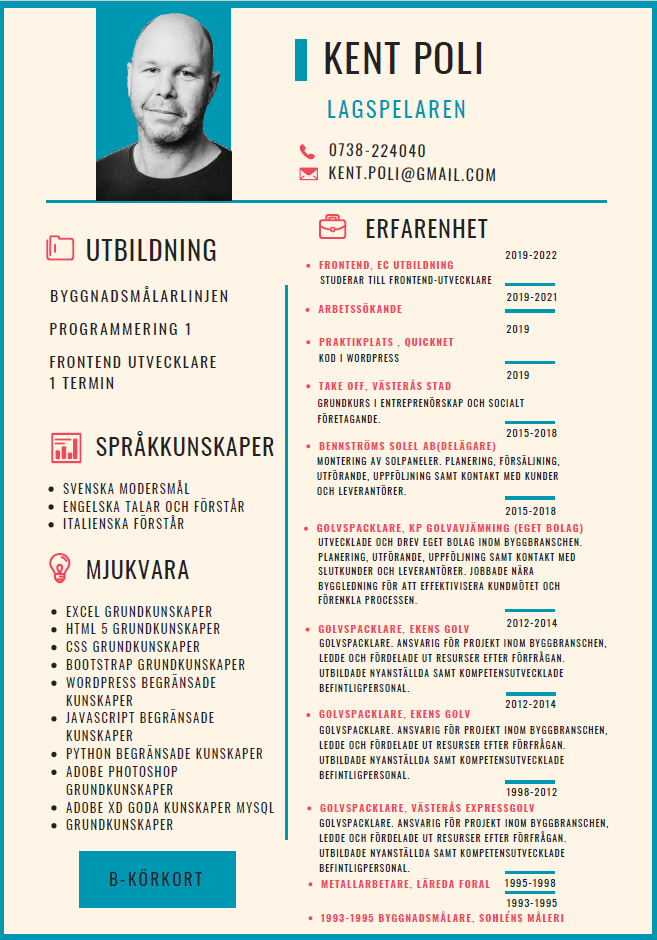 KENT POLI
LAGSPELAREN
0738-224040
KENT.POLI@GMAIL.COM
UTBILDNING
BYGGNADSMÅLARLINJEN
PROGRAMMERING 1
FRONTEND UTVECKLARE
1 TERMIN
SPRÅKKUNSKAPER
SVENSKA MODERSMÅL
ENGELSKA TALAR OCH FÖRSTÅR
ITALIENSKA FÖRSTÅR
MJUKVARA
EXCEL GRUNDKUNSKAPER
HTML 5 GRUNDKUNSKAPER
CSS GRUNDKUNSKAPER
BOOTSTRAP GRUNDKUNSKAPER
WORDPRESS BEGRÄNSADE
KUNSKAPER
JAVASCRIPT BEGRÄNSADE
KUNSKAPER
PYTHON BEGRÄNSADE KUNSKAPER
ADOBE PHOTOSHOP
GRUNDKUNSKAPER
ADOBE XD GODA KUNSKAPER MYSQL
GRUNDKUNSKAPER
B-KÖRKORT
ERFARENHET
2019-2022
FRONTEND, EC UTBILDNING
STUDERAR TILL FRONTEND-UTVECKLARE
2019-2021
ARBETSSÖKANDE
2019
PRAKTIKPLATS , QUICKNET
KOD I WORDPRESS
2019
TAKE OFF, VÄSTERÅS STAD
GRUNDKURS I ENTREPRENÖRSKAP OCH SOCIALT
FÖRETAGANDE.
2015-2018
BENNSTRÖMS SOLEL AB(DELÄGARE)
MONTERING AV SOLPANELER. PLANERING, FÖRSÄLJNING,
UTFÖRANDE, UPPFÖLJNING SAMT KONTAKT MED KUNDER
OCH LEVERANTÖRER.
2015-2018
GOLVSPACKLARE, KP GOLVAVJÄMNING (EGET BOLAG)
UTVECKLADE OCH DREV EGET BOLAG INOM BYGGBRANSCHEN.
PLANERING, UTFÖRANDE, UPPFÖLJNING SAMT KONTAKT MED
SLUTKUNDER OCH LEVERANTÖRER. JOBBADE NÄRA
BYGGLEDNING FÖR ATT EFFEKTIVISERA KUNDMÖTET OCH
FÖRENKLA PROCESSEN.
2012-2014
GOLVSPACKLARE, EKENS GOLV
GOLVSPACKLARE. ANSVARIG FÖR PROJEKT INOM BYGGBRANSCHEN,
LEDDE OCH FÖRDELADE UT RESURSER EFTER FÖRFRÅGAN.
UTBILDADE NYANSTÄLLDA SAMT KOMPETENSUTVECKLADE
BEFINTLIGPERSONAL.
2012-2014
GOLVSPACKLARE, EKENS GOLV
GOLVSPACKLARE. ANSVARIG FÖR PROJEKT INOM BYGGBRANSCHEN,
LEDDE OCH FÖRDELADE UT RESURSER EFTER FÖRFRÅGAN.
UTBILDADE NYANSTÄLLDA SAMT KOMPETENSUTVECKLADE
BEFINTLIGPERSONAL.
1998-2012
GOLVSPACKLARE, VÄSTERÅS EXPRESSGOLV
GOLVSPACKLARE. ANSVARIG FÖR PROJEKT INOM BYGGBRANSCHEN,
LEDDE OCH FÖRDELADE UT RESURSER EFTER FÖRFRÅGAN.
UTBILDADE NYANSTÄLLDA SAMT KOMPETENSUTVECKLADE
BEFINTLIGPERSONAL.
METALLARBETARE, LÄREDA FORAL 1995-1998
1993-1995
1993-1995 BYGGNADSMÅLARE, SOHLÉNS MÅLERI